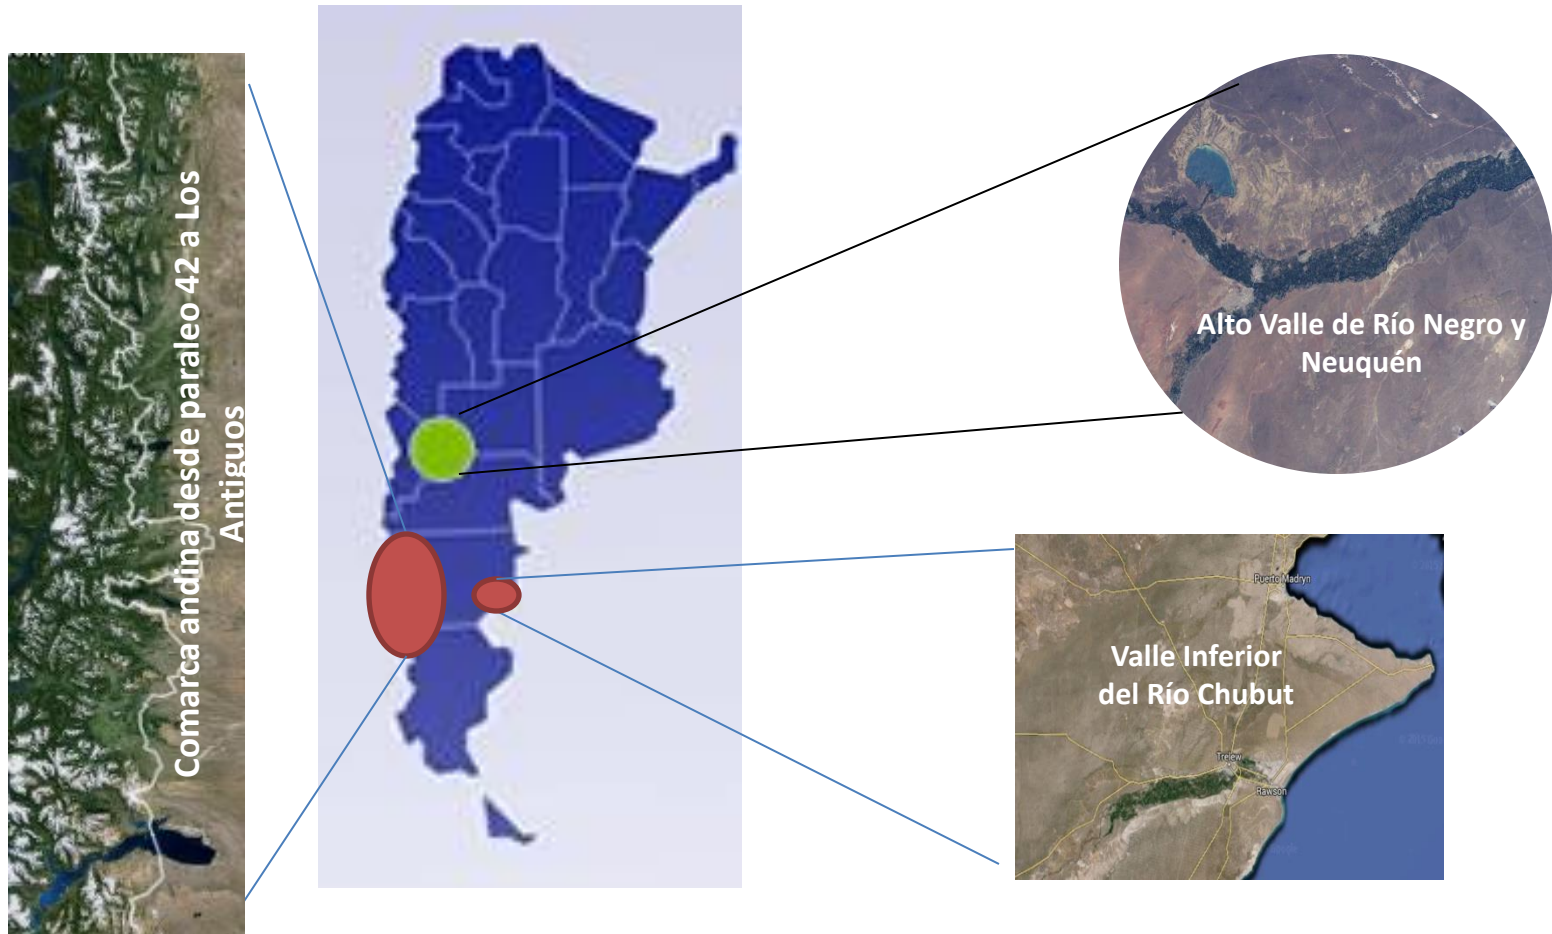 Comarca andina desde paraleo 42 a Los
Antiguos
Alto Valle de Río Negro y
Neuquén
Puerto Madryn
Valle Inferior
del Río Chubut
Trelew
Rawson